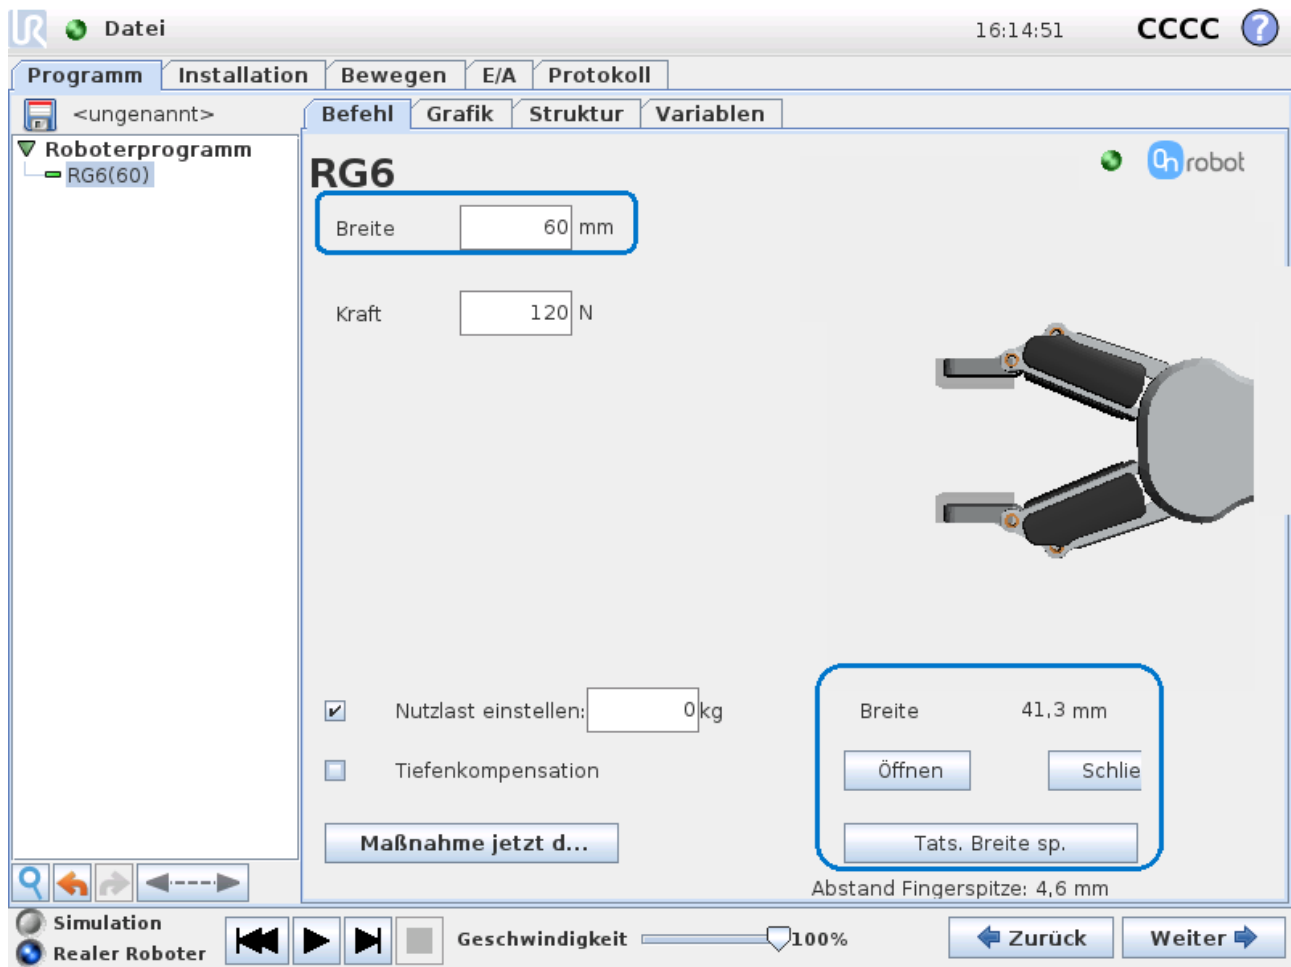 Datei 16:14:51 CCCC ?
Programm Installation Bewegen E/A Protokoll
<ungenannt> Befehl Grafik Struktur Variablen
Roboterprogramm
RG6(60)
RG6
On robot
Breite 60 mm
Kraft 120 N
Nutzlast einstellen: 0 kg
Breite 41,3 mm
Tiefenkompensation
Öffnen Schlie
Maßnahme jetzt d...
Tats. Breite sp.
Abstand Fingerspitze: 4,6 mm
Simulation
Realer Roboter
Geschwindigkeit 100%
Zurück Weiter